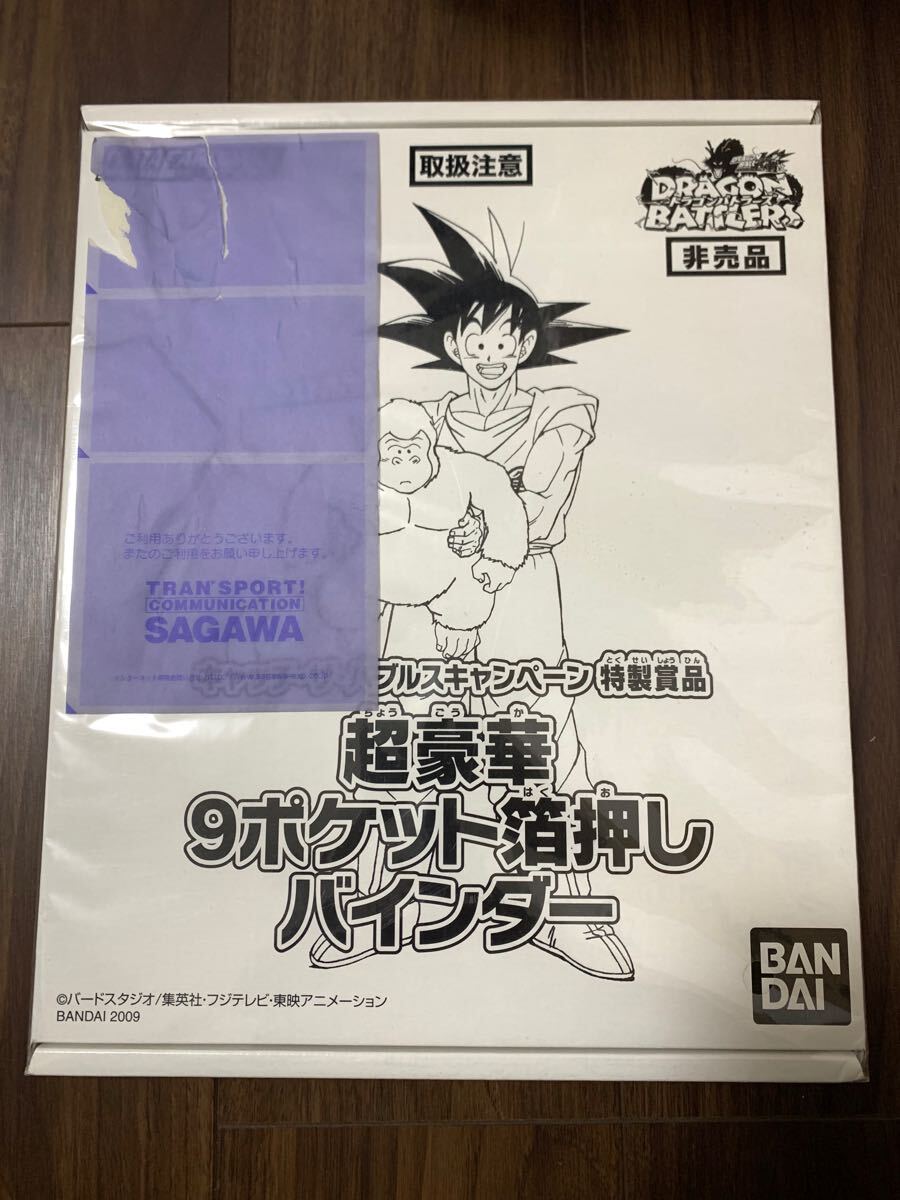 取扱注意
DRAGON
ドラゴンバトラーズ
BATTLERS
非売品
ご利用ありがとうございます。
またのご利用をお願い申し上げます。
TRAN'SPORT!
COMMUNICATION
SAGAWA
とくせいしょうひん
ブルスキャンペーン 特製賞品
ちょうごうか
超豪華
はくお
9ポケット箔押し
バインダー
BAN
DAI
©バードスタジオ/集英社・フジテレビ・東映アニメーション
BANDAI 2009